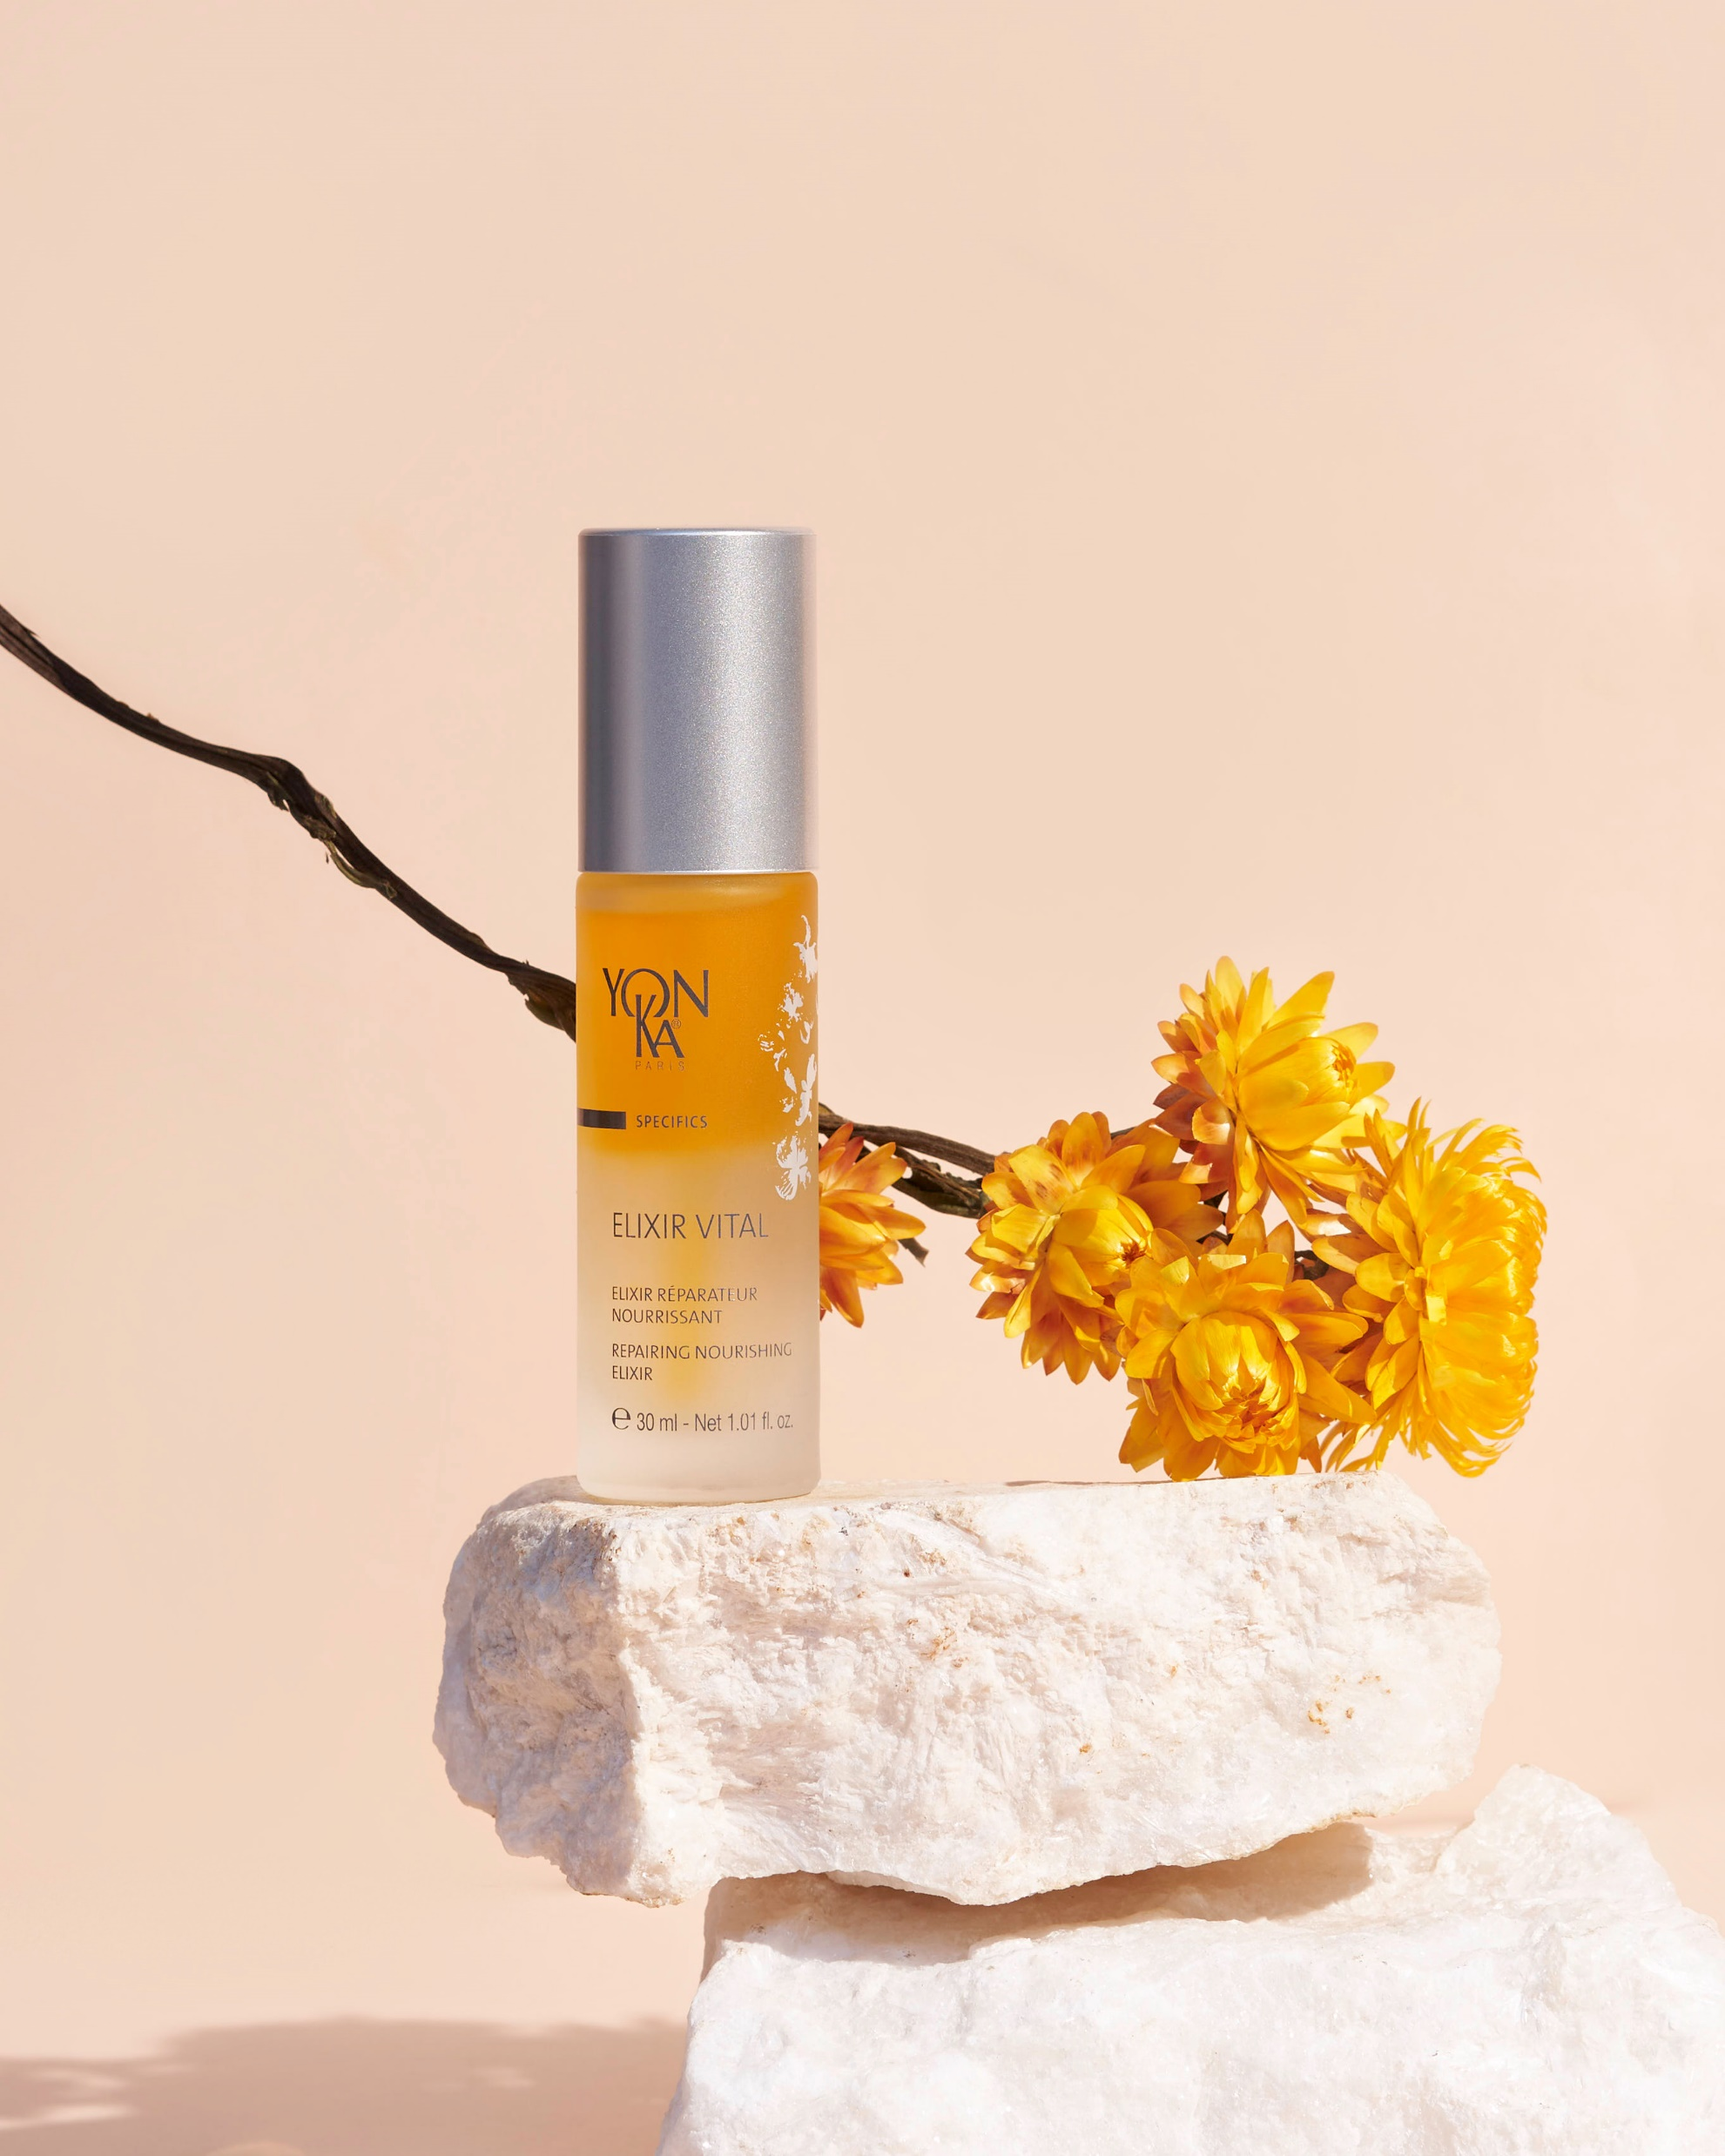 YON
KA
PARIS
SPECIFICS
ELIXIR VITAL
ELIXIR RÉPARATEUR
NOURRISSANT
REPAIRING NOURISHING
ELIXIR
℮ 30 ml - Net 1.01 fl. oz.